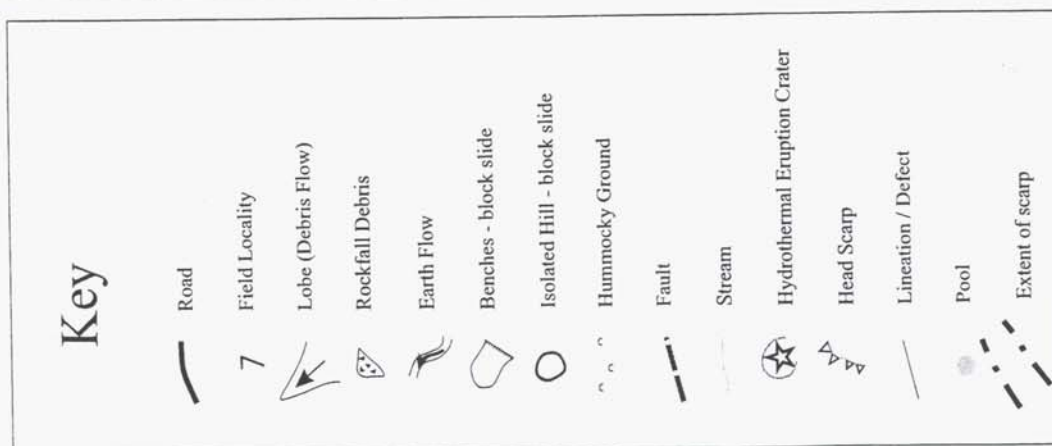 Key
Road
7 Field Locality
Lobe (Debris Flow)
Rockfall Debris
Earth Flow
Benches - block slide
Isolated Hill - block slide
Hummocky Ground
Fault
Stream
Hydrothermal Eruption Crater
Head Scarp
Lineation / Defect
Pool
Extent of scarp